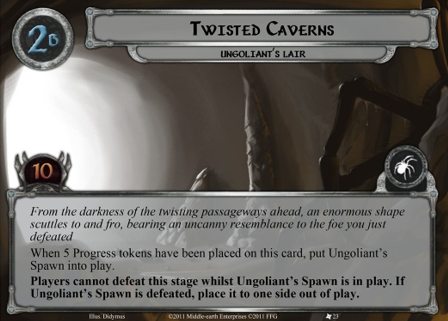 2B
TWISTED CAVERNS
UNGOLIANT'S LAIR
10
From the darkness of the twisting passageways ahead, an enormous shape
scuttles to and fro, bearing an uncanny resemblance to the foe you just
defeated
When 5 Progress tokens have been placed on this card, put Ungoliant's
Spawn into play.
Players cannot defeat this stage whilst Ungoliant's Spawn is in play. If
Ungoliant's Spawn is defeated, place it to one side out of play.
Illus. Didymus ©2011 Middle-earth Enterprises ©2011 FFG 23